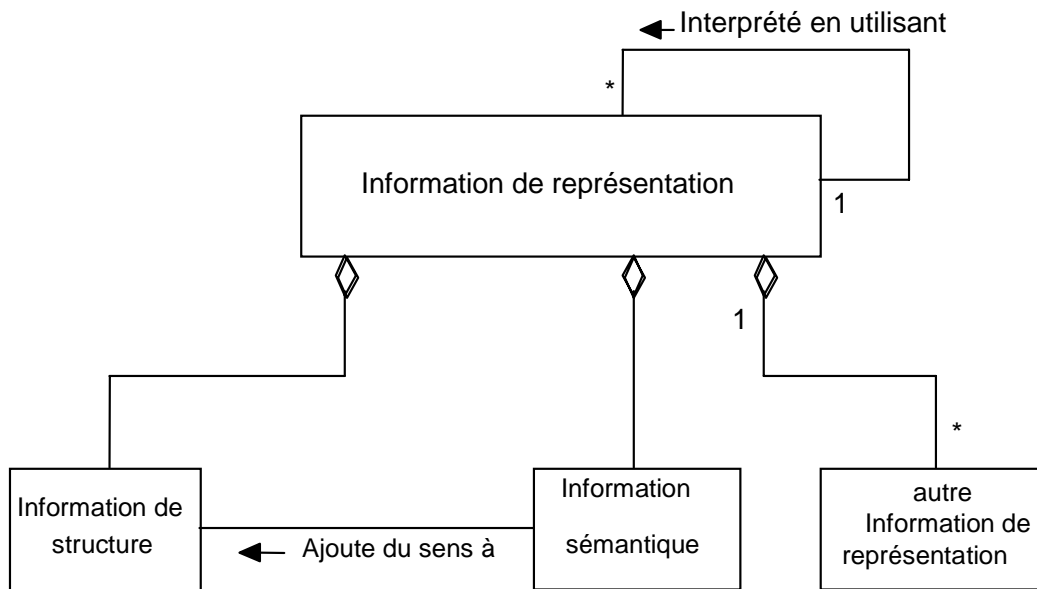 Interprété en utilisant
*
Information de représentation
1
1
*
Information de
structure
Ajoute du sens à
Information
sémantique
autre
Information de
représentation